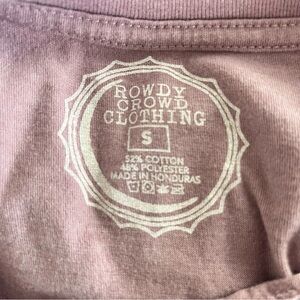 ROWDY
CROWD
CLOTHING
S
52% COTTON
48% POLYESTER
MADE IN HONDURAS